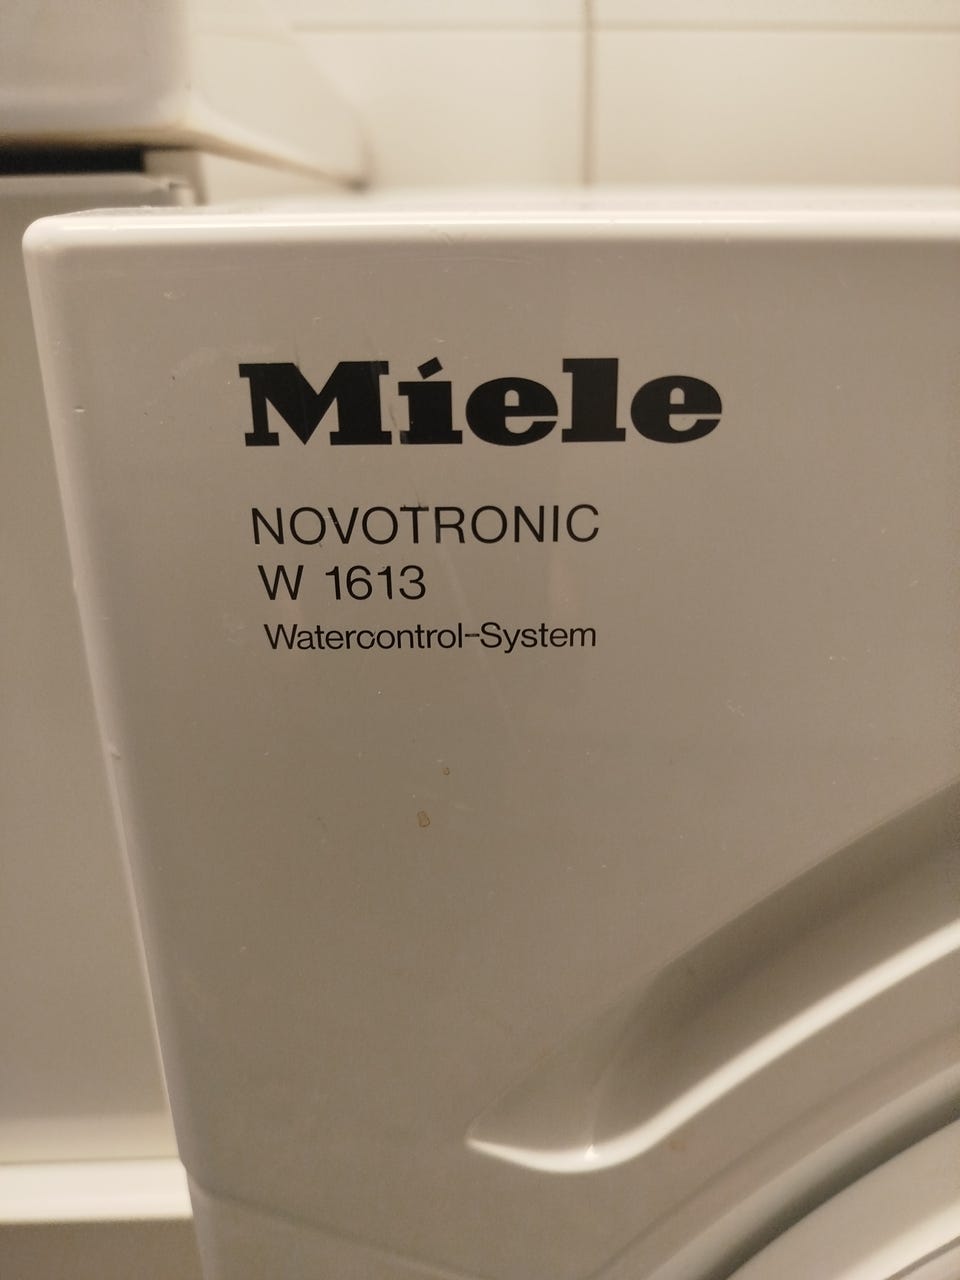 Miele
NOVOTRONIC
W 1613
Watercontrol-System